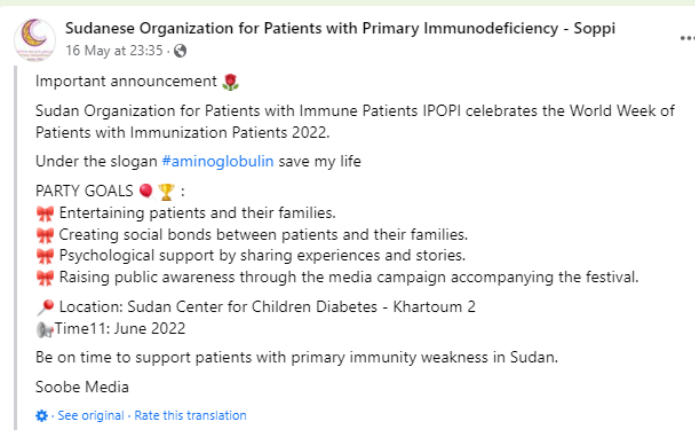 Sudanese Organization for Patients with Primary Immunodeficiency - Soppi
16 May at 23:35 ·
Important announcement 🌹
Sudan Organization for Patients with Immune Patients IPOPI celebrates the World Week of
Patients with Immunization Patients 2022.
Under the slogan #aminoglobulin save my life
PARTY GOALS 🎈 🏆 :
🎀 Entertaining patients and their families.
🎀 Creating social bonds between patients and their families.
🎀 Psychological support by sharing experiences and stories.
🎀 Raising public awareness through the media campaign accompanying the festival.
📍 Location: Sudan Center for Children Diabetes - Khartoum 2
Time11: June 2022
Be on time to support patients with primary immunity weakness in Sudan.
Soobe Media
· See original · Rate this translation